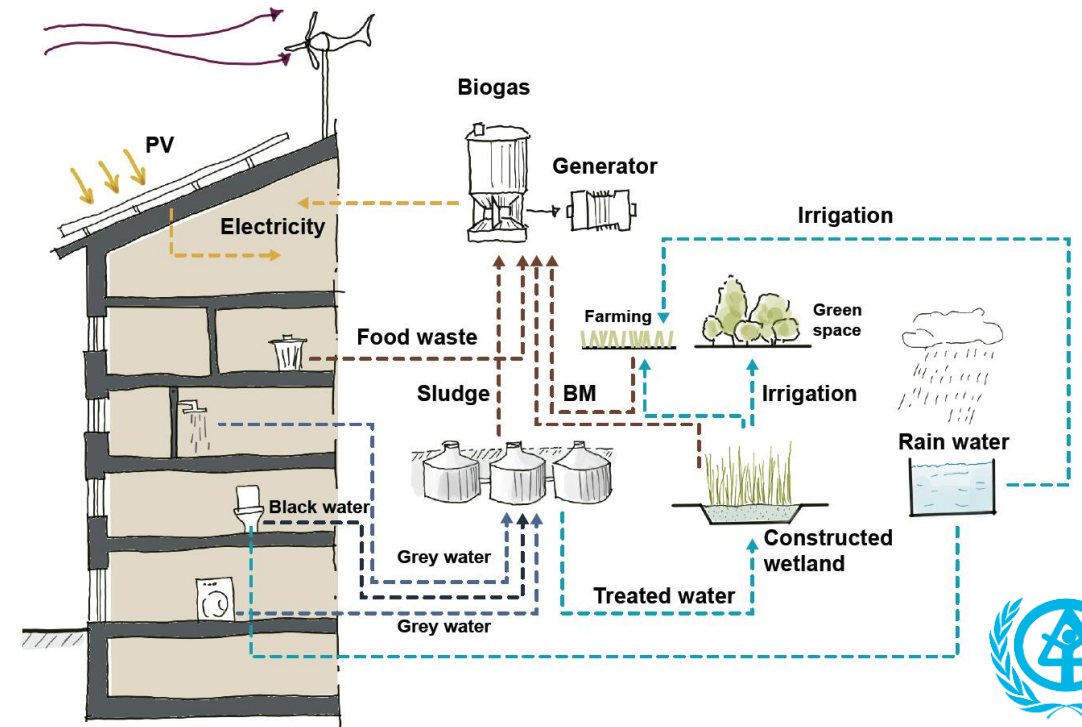 Biogas
PV
Generator
Irrigation
Electricity
Farming
Green
space
Food waste
Sludge
BM
Irrigation
Rain water
Black water
Constructed
wetland
Grey water
Treated water
Grey water